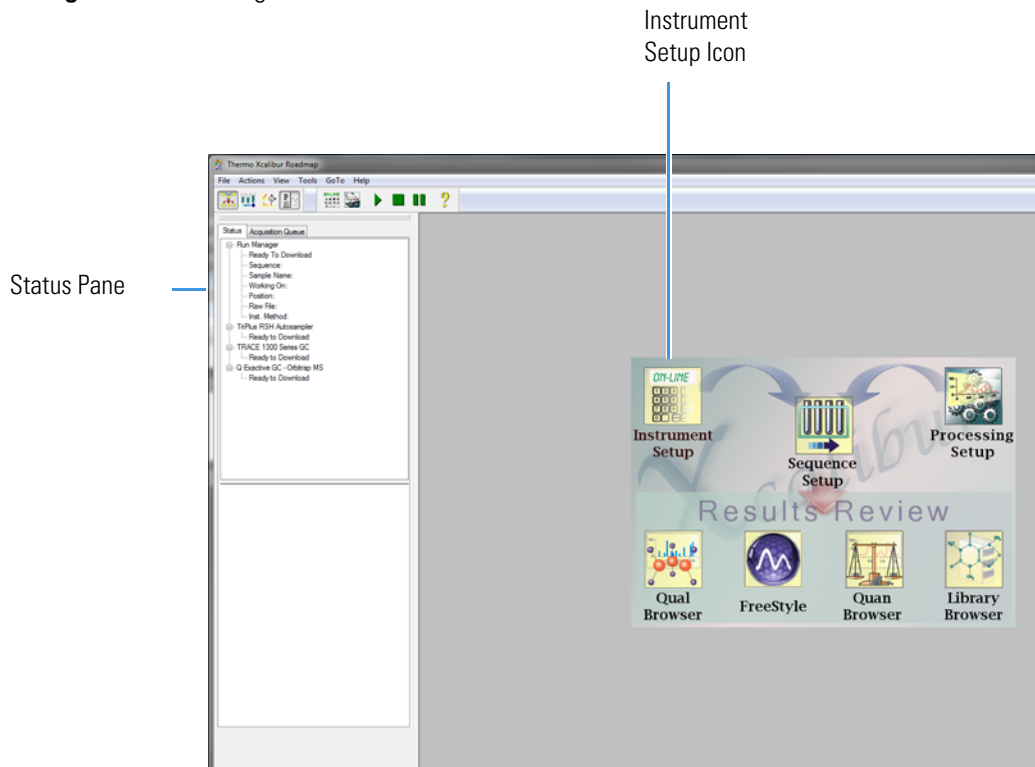 Instrument
Setup Icon
Thermo Xcalibur Roadmap
File Actions View Tools GoTo Help
Status Acquisition Queue
Run Manager
Ready To Download
Sequence:
Sample Name:
Working On:
Position:
Raw File:
Inst. Method:
TriPlus RSH Autosampler
Ready to Download
TRACE 1300 Series GC
Ready to Download
Q Exactive GC - Orbitrap MS
Ready to Download
Status Pane
ON-LINE
Instrument
Setup
Sequence
Setup
Processing
Setup
Xcalibur
Results Review
Qual
Browser
FreeStyle
Quan
Browser
Library
Browser